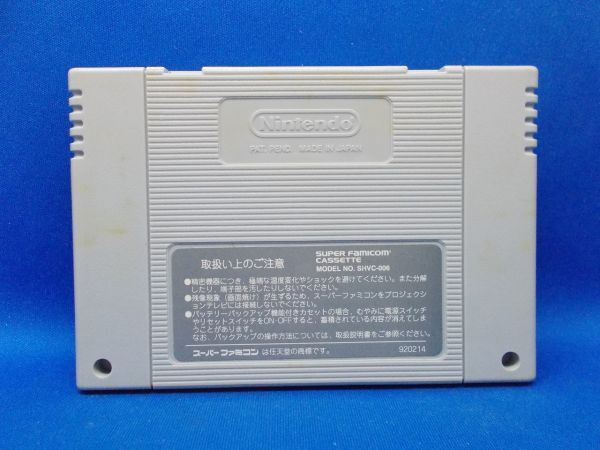 Nintendo
PAT. PEND. MADE IN JAPAN
取扱い上のご注意
SUPER FAMICOM
CASSETTE
MODEL NO. SHVC-006
●精密機器につき、極端な温度変化やショックを避けてください。また分解
したり、端子部を汚したりしないでください。
●残像現象(画面焼け)が生ずるため、スーパーファミコンをプロジェクシ
ョンテレビには接続しないでください。
●バッテリーバックアップ機能付きカセットの場合、むやみに電源スイッチ
やリセットスイッチをON・OFFすると、蓄積されている内容が消えてしま
うことがあります。
なお、バックアップの操作方法については、取扱説明書をご参照ください。
スーパーファミコンは任天堂の商標です。
920214